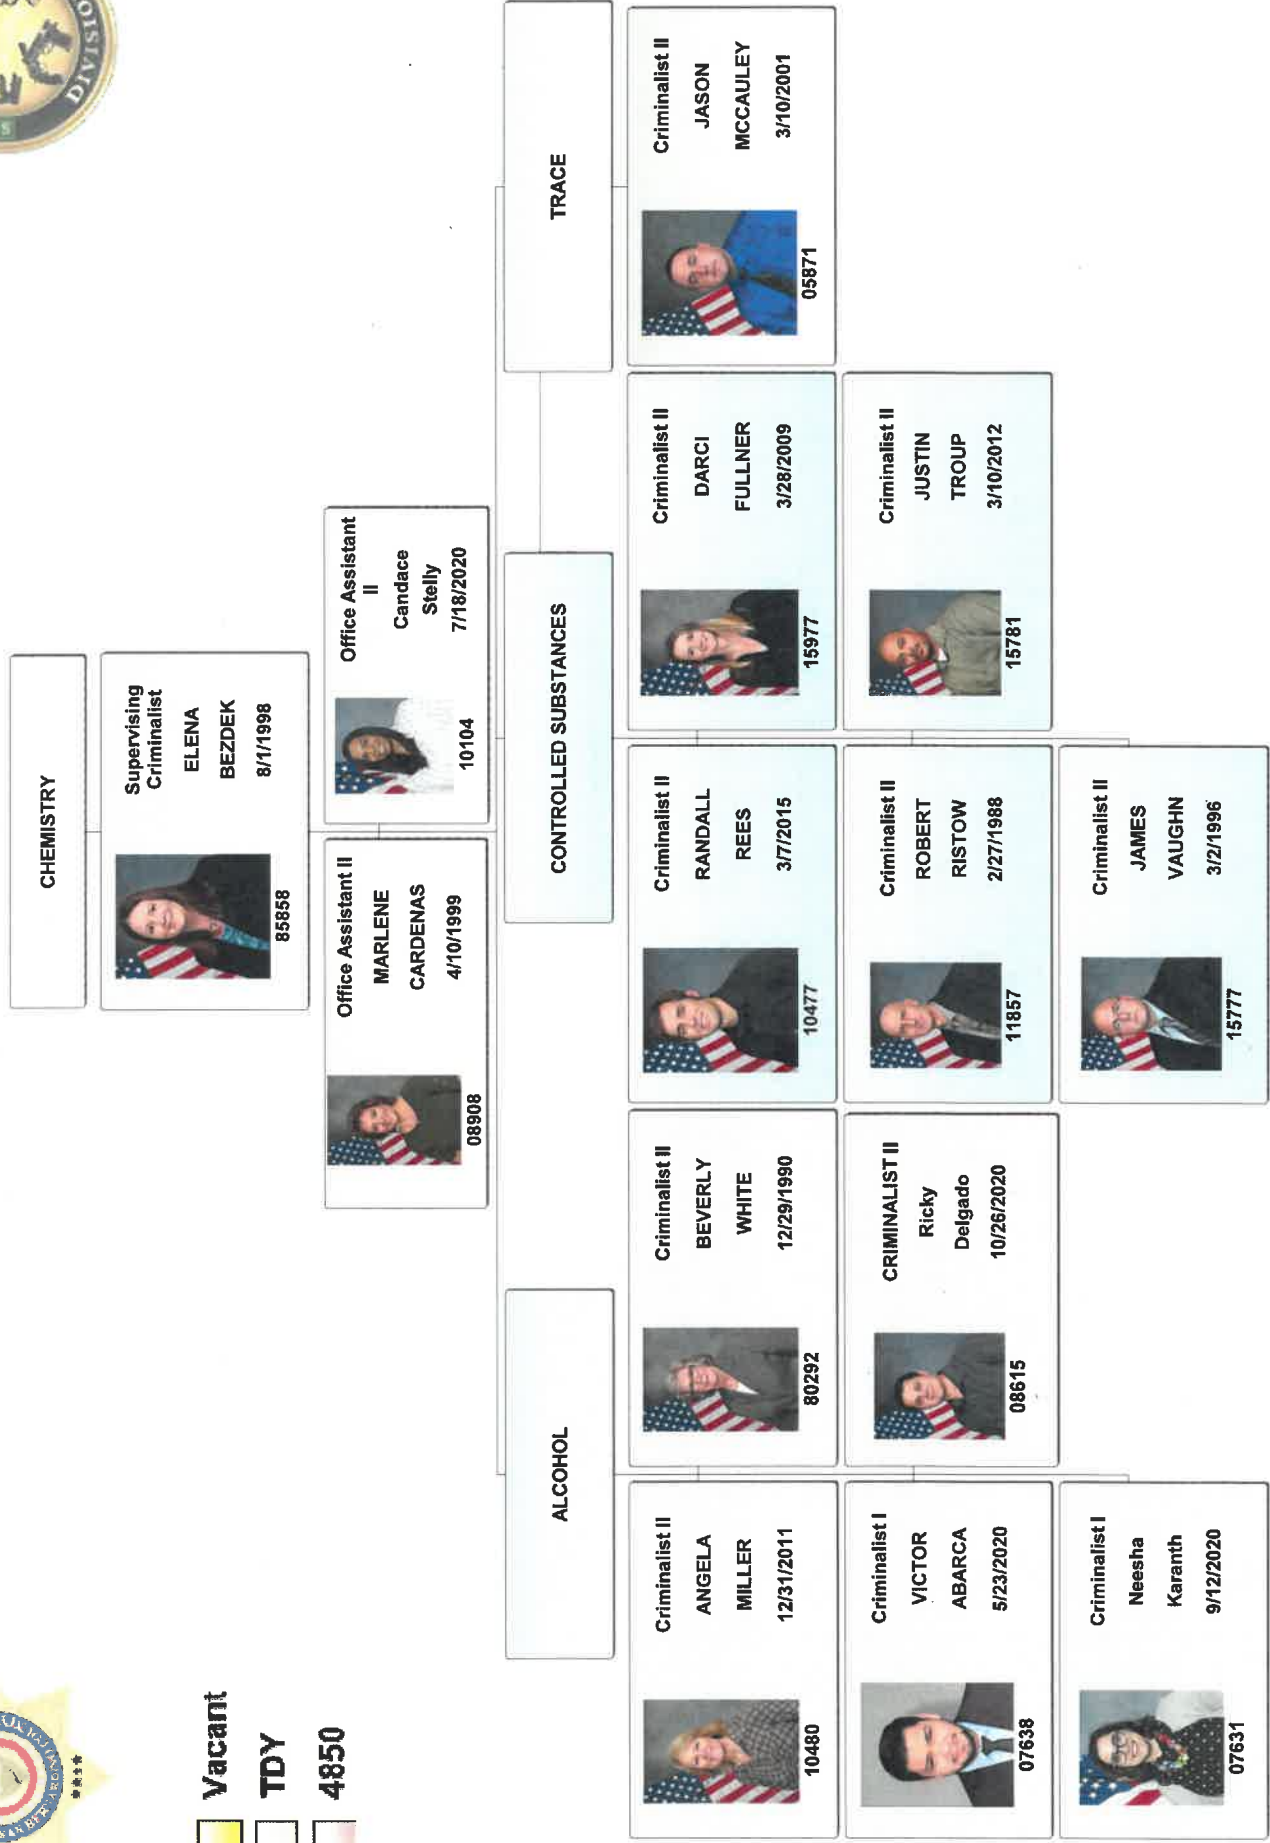 DIVISION
SAN BERNARDINO
Vacant
TDY
4850
CHEMISTRY
Supervising
Criminalist
ELENA
BEZDEK
8/1/1998
85858
Office Assistant II
MARLENE
CARDENAS
4/10/1999
08908
Office Assistant
II
Candace
Stelly
7/18/2020
10104
ALCOHOL
CONTROLLED SUBSTANCES
TRACE
Criminalist II
ANGELA
MILLER
12/31/2011
10480
Criminalist II
BEVERLY
WHITE
12/29/1990
80292
Criminalist II
RANDALL
REES
3/7/2015
10477
Criminalist II
DARCI
FULLNER
3/28/2009
15977
Criminalist II
JASON
MCCAULEY
3/10/2001
05871
Criminalist I
VICTOR
ABARCA
5/23/2020
07638
CRIMINALIST II
Ricky
Delgado
10/26/2020
08615
Criminalist II
ROBERT
RISTOW
2/27/1988
11857
Criminalist II
JUSTIN
TROUP
3/10/2012
15781
Criminalist I
Neesha
Karanth
9/12/2020
07631
Criminalist II
JAMES
VAUGHN
3/2/1996
15777